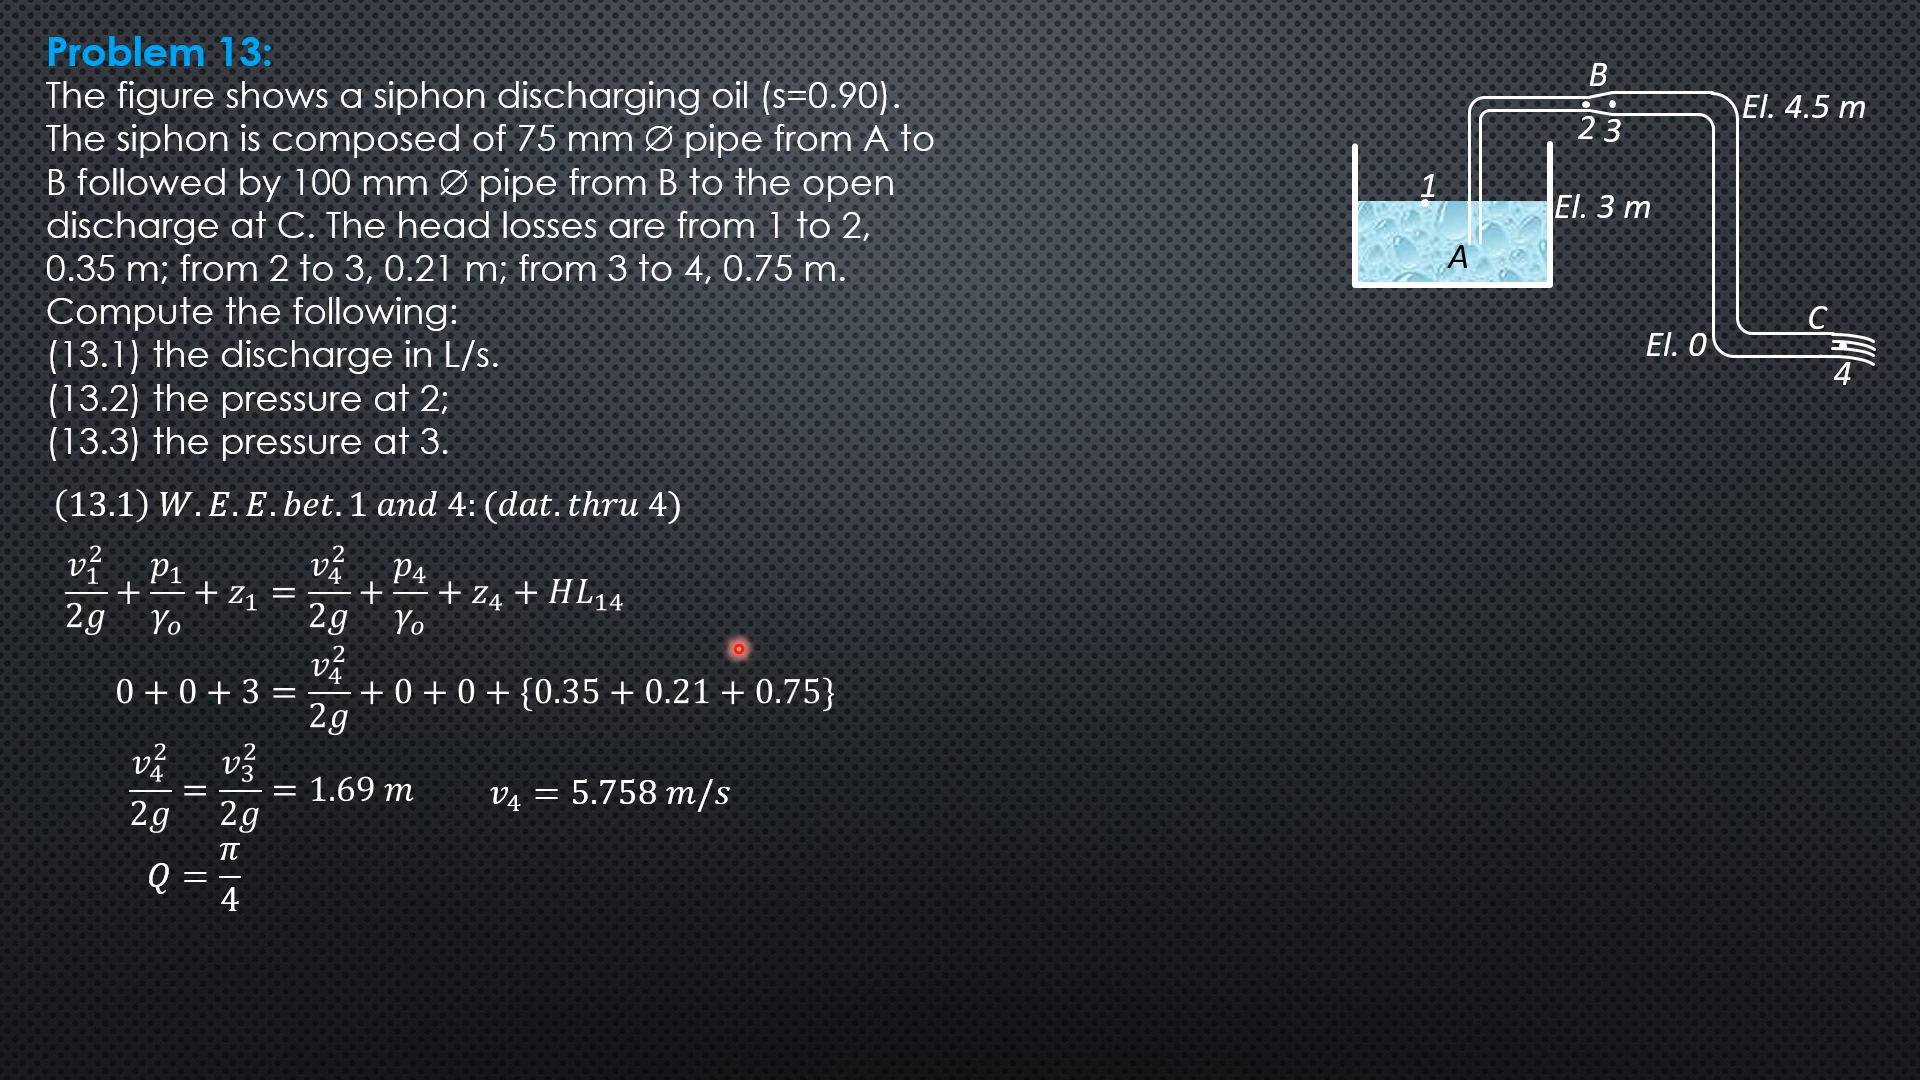 Problem 13:
The figure shows a siphon discharging oil (s=0.90).
The siphon is composed of 75 mm ∅ pipe from A to
B followed by 100 mm ∅ pipe from B to the open
discharge at C. The head losses are from 1 to 2,
0.35 m; from 2 to 3, 0.21 m; from 3 to 4, 0.75 m.
Compute the following:
(13.1) the discharge in L/s.
(13.2) the pressure at 2;
(13.3) the pressure at 3.
(13.1) W.E.E.bet.1 and 4: (dat.thru 4)
v₁²/2g + p₁/γₒ + z₁ = v₄²/2g + p₄/γₒ + z₄ + HL₁₄
0 + 0 + 3 = v₄²/2g + 0 + 0 + {0.35 + 0.21 + 0.75}
v₄²/2g = v₃²/2g = 1.69 m v₄ = 5.758 m/s
Q = π/4
B
El. 4.5 m
2 3
1
El. 3 m
A
C
El. 0
4